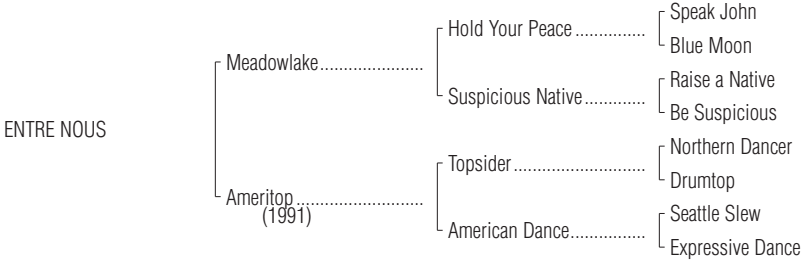 Speak John
Hold Your Peace ...............
Blue Moon
Meadowlake......................
Raise a Native
Suspicious Native.............
Be Suspicious
ENTRE NOUS
Northern Dancer
Topsider ............................
Drumtop
Ameritop ...........................
(1991)
Seattle Slew
American Dance................
Expressive Dance